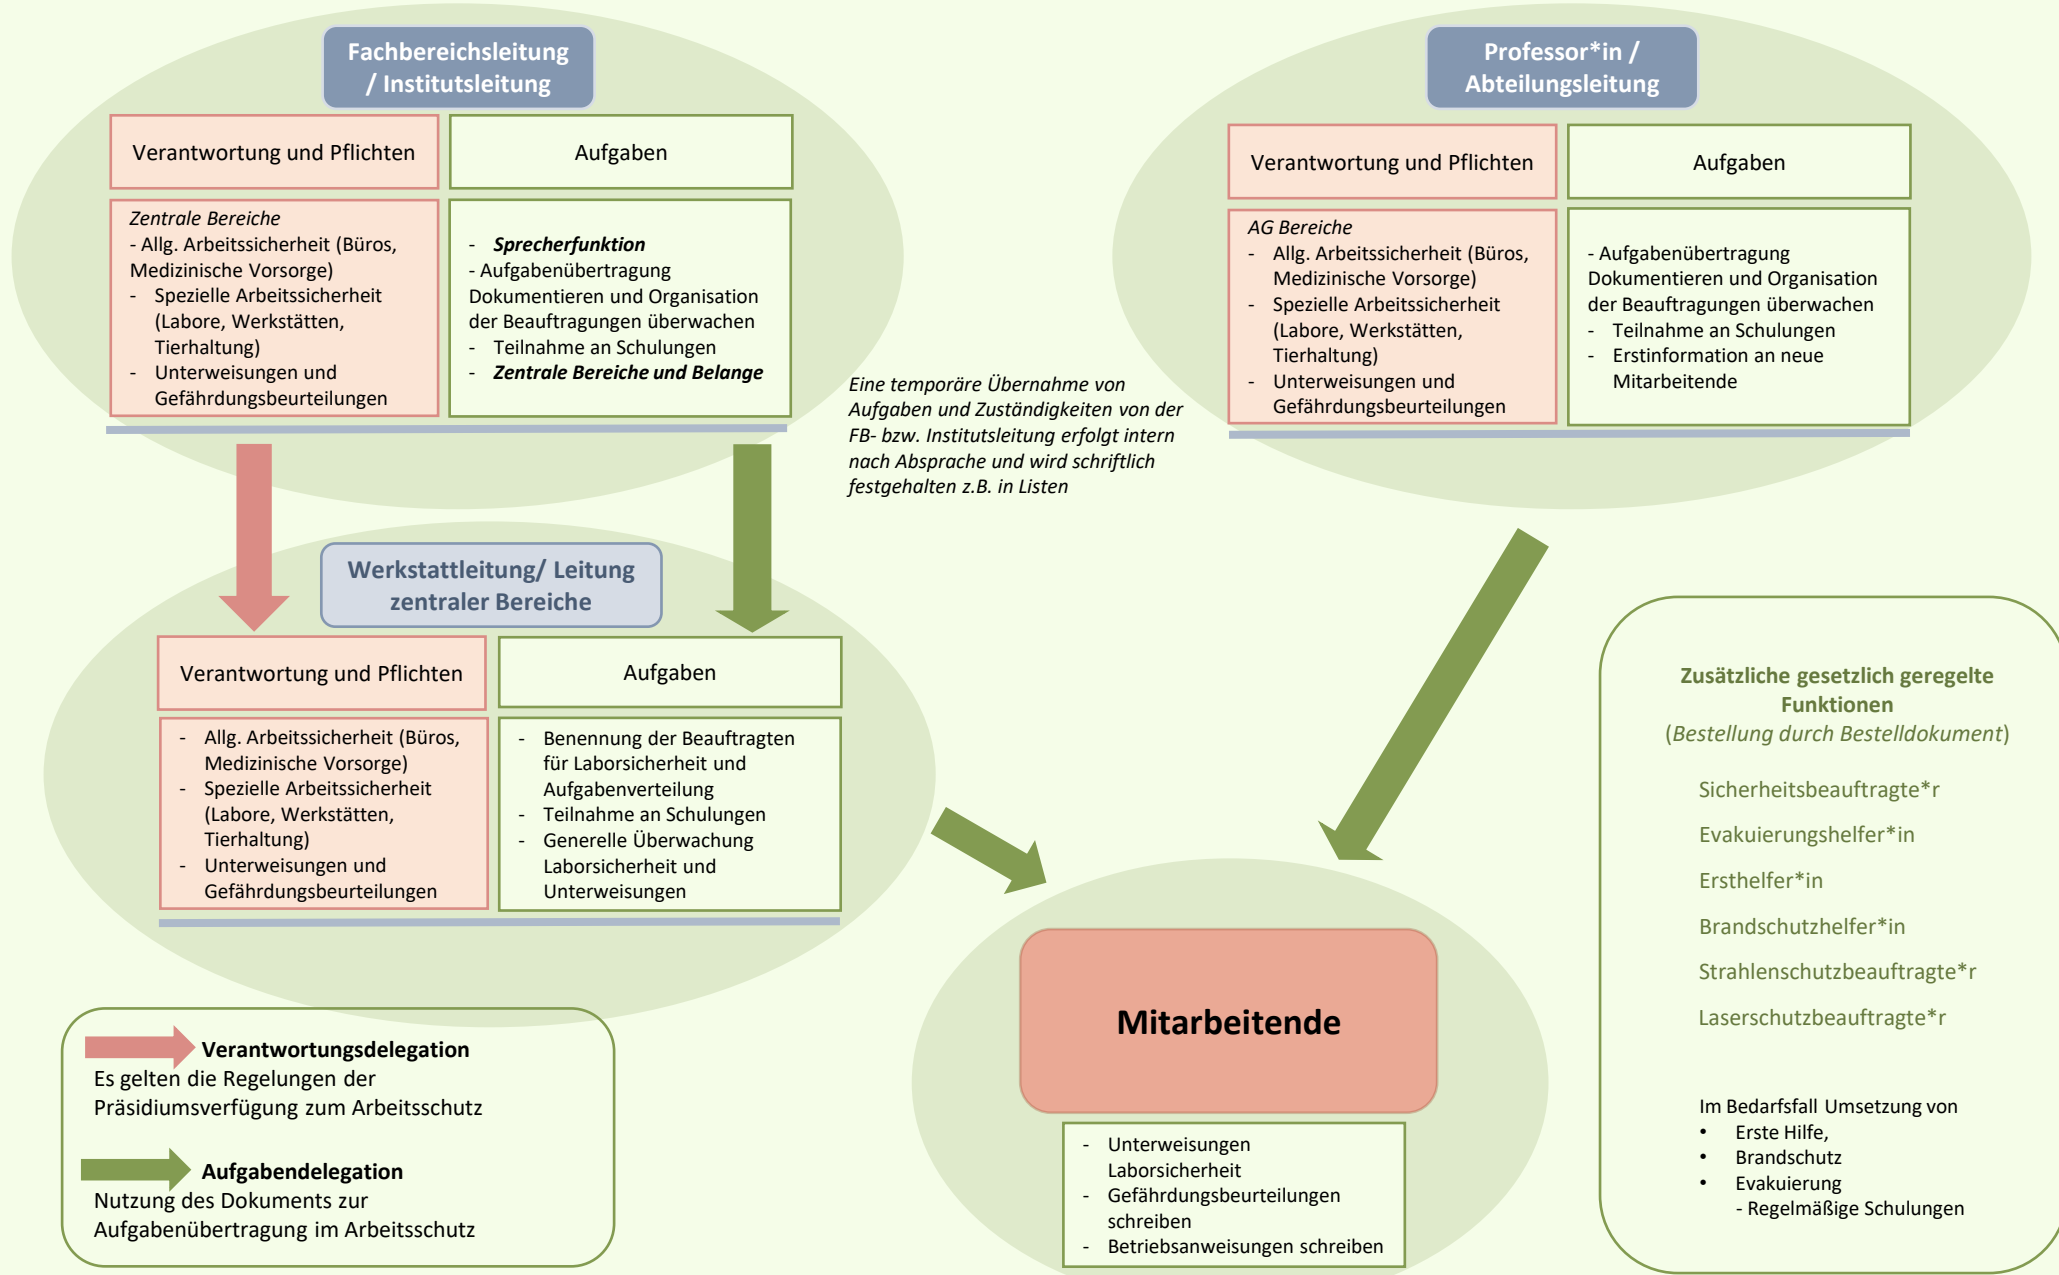 Fachbereichsleitung
/ Institutsleitung
Verantwortung und Pflichten
Aufgaben
Zentrale Bereiche
- Allg. Arbeitssicherheit (Büros,
Medizinische Vorsorge)
- Spezielle Arbeitssicherheit
(Labore, Werkstätten,
Tierhaltung)
- Unterweisungen und
Gefährdungsbeurteilungen
- Sprecherfunktion
- Aufgabenübertragung
Dokumentieren und Organisation
der Beauftragungen überwachen
- Teilnahme an Schulungen
- Zentrale Bereiche und Belange
Eine temporäre Übernahme von
Aufgaben und Zuständigkeiten von der
FB- bzw. Institutsleitung erfolgt intern
nach Absprache und wird schriftlich
festgehalten z.B. in Listen
Professor*in /
Abteilungsleitung
Verantwortung und Pflichten
Aufgaben
AG Bereiche
- Allg. Arbeitssicherheit (Büros,
Medizinische Vorsorge)
- Spezielle Arbeitssicherheit
(Labore, Werkstätten,
Tierhaltung)
- Unterweisungen und
Gefährdungsbeurteilungen
- Aufgabenübertragung
Dokumentieren und Organisation
der Beauftragungen überwachen
- Teilnahme an Schulungen
- Erstinformation an neue
Mitarbeitende
Werkstattleitung/ Leitung
zentraler Bereiche
Verantwortung und Pflichten
Aufgaben
- Allg. Arbeitssicherheit (Büros,
Medizinische Vorsorge)
- Spezielle Arbeitssicherheit
(Labore, Werkstätten,
Tierhaltung)
- Unterweisungen und
Gefährdungsbeurteilungen
- Benennung der Beauftragten
für Laborsicherheit und
Aufgabenverteilung
- Teilnahme an Schulungen
- Generelle Überwachung
Laborsicherheit und
Unterweisungen
Verantwortungsdelegation
Es gelten die Regelungen der
Präsidiumsverfügung zum Arbeitsschutz
Aufgabendelegation
Nutzung des Dokuments zur
Aufgabenübertragung im Arbeitsschutz
Mitarbeitende
- Unterweisungen
Laborsicherheit
- Gefährdungsbeurteilungen
schreiben
- Betriebsanweisungen schreiben
Zusätzliche gesetzlich geregelte
Funktionen
(Bestellung durch Bestelldokument)
Sicherheitsbeauftragte*r
Evakuierungshelfer*in
Ersthelfer*in
Brandschutzhelfer*in
Strahlenschutzbeauftragte*r
Laserschutzbeauftragte*r
Im Bedarfsfall Umsetzung von
• Erste Hilfe,
• Brandschutz
• Evakuierung
- Regelmäßige Schulungen